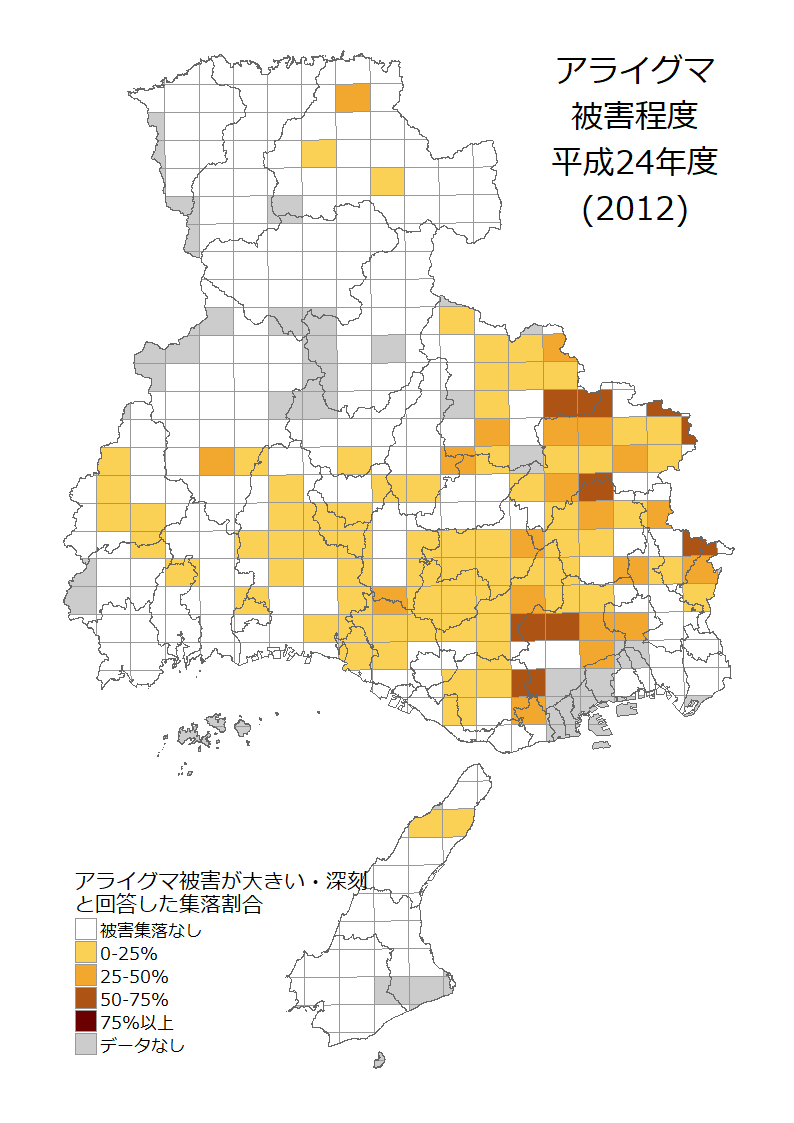 アライグマ
被害程度
平成24年度
(2012)
アライグマ被害が大きい・深刻
と回答した集落割合
被害集落なし
0-25%
25-50%
50-75%
75%以上
データなし